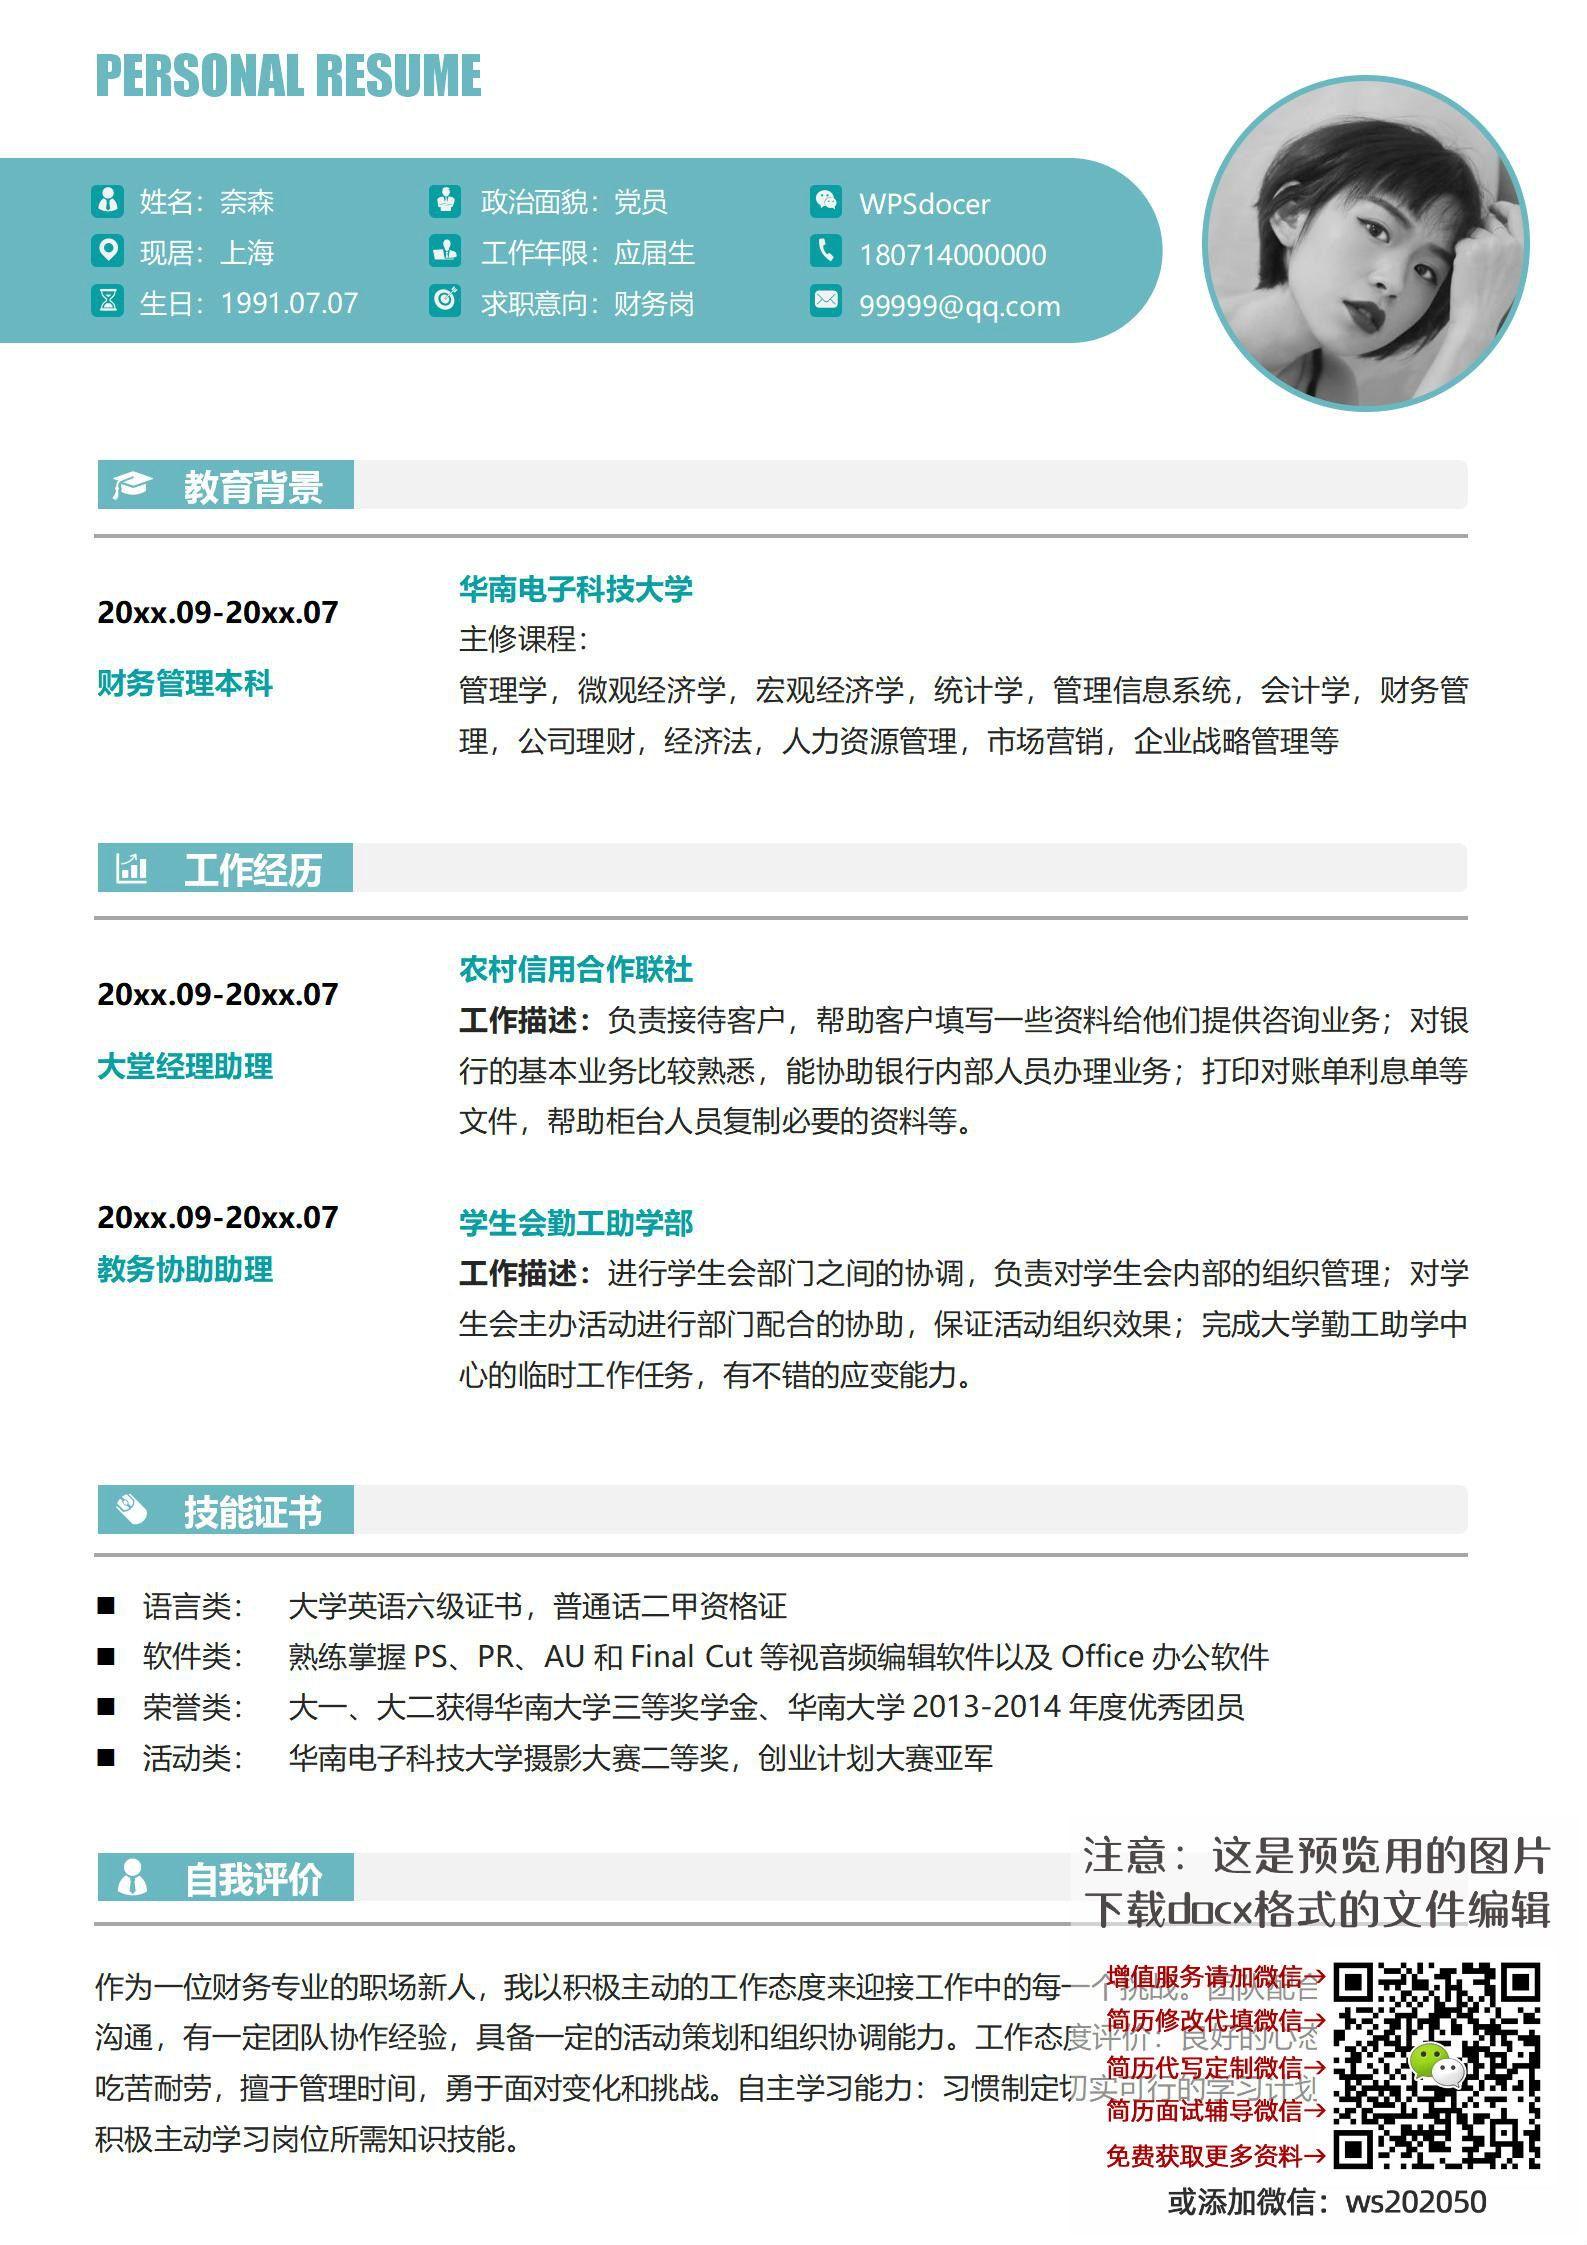 PERSONAL RESUME
姓名：奈森
政治面貌：党员
WPSdocer
现居：上海
工作年限：应届生
180714000000
生日：1991.07.07
求职意向：财务岗
99999@qq.com
教育背景
20xx.09-20xx.07
财务管理本科
华南电子科技大学
主修课程：
管理学，微观经济学，宏观经济学，统计学，管理信息系统，会计学，财务管
理，公司理财，经济法，人力资源管理，市场营销，企业战略管理等
工作经历
20xx.09-20xx.07
大堂经理助理
农村信用合作联社
工作描述：负责接待客户，帮助客户填写一些资料给他们提供咨询业务；对银
行的基本业务比较熟悉，能协助银行内部人员办理业务；打印对账单利息单等
文件，帮助柜台人员复制必要的资料等。
20xx.09-20xx.07
教务协助助理
学生会勤工助学部
工作描述：进行学生会部门之间的协调，负责对学生会内部的组织管理；对学
生会主办活动进行部门配合的协助，保证活动组织效果；完成大学勤工助学中
心的临时工作任务，有不错的应变能力。
技能证书
■ 语言类： 大学英语六级证书，普通话二甲资格证
■ 软件类： 熟练掌握 PS、PR、AU 和 Final Cut 等视音频编辑软件以及 Office 办公软件
■ 荣誉类： 大一、大二获得华南大学三等奖学金、华南大学 2013-2014 年度优秀团员
■ 活动类： 华南电子科技大学摄影大赛二等奖，创业计划大赛亚军
自我评价
作为一位财务专业的职场新人，我以积极主动的工作态度来迎接工作中的每一个挑战。团队配合
沟通，有一定团队协作经验，具备一定的活动策划和组织协调能力。工作态度评价：良好的心态
吃苦耐劳，擅于管理时间，勇于面对变化和挑战。自主学习能力：习惯制定切实可行的学习计划
积极主动学习岗位所需知识技能。
注意：这是预览用的图片
下载docx格式的文件编辑
增值服务请加微信→
简历修改代填微信→
简历代写定制微信→
简历面试辅导微信→
免费获取更多资料→
或添加微信：ws202050